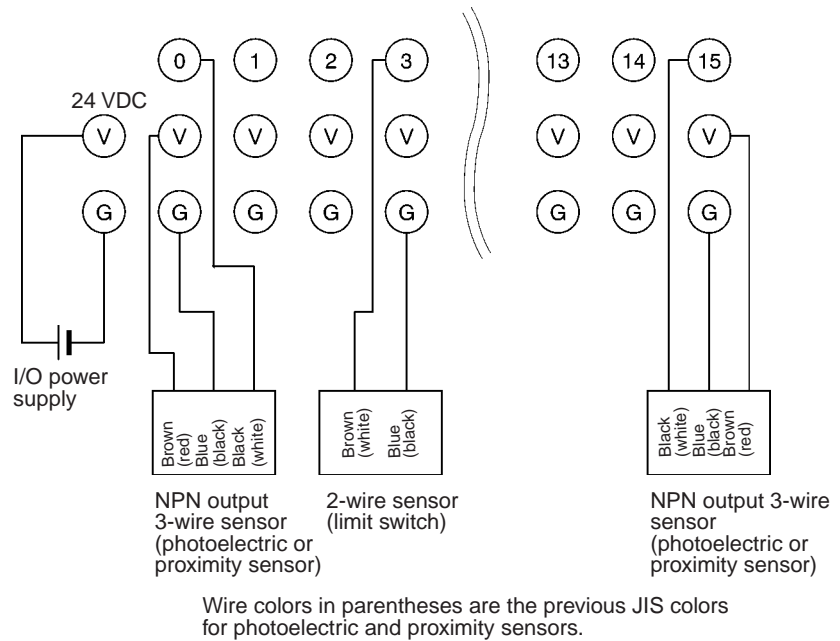 0 1 2 3 13 14 15
24 VDC
V V V V V V V V
G G G G G G G G
I/O power
supply
Brown
(red)
Blue
(black)
Black
(white)
Brown
(white)
Blue
(black)
Black
(white)
Blue
(black)
Brown
(red)
NPN output
3-wire sensor
(photoelectric or
proximity sensor)
2-wire sensor
(limit switch)
NPN output 3-wire
sensor
(photoelectric or
proximity sensor)
Wire colors in parentheses are the previous JIS colors
for photoelectric and proximity sensors.